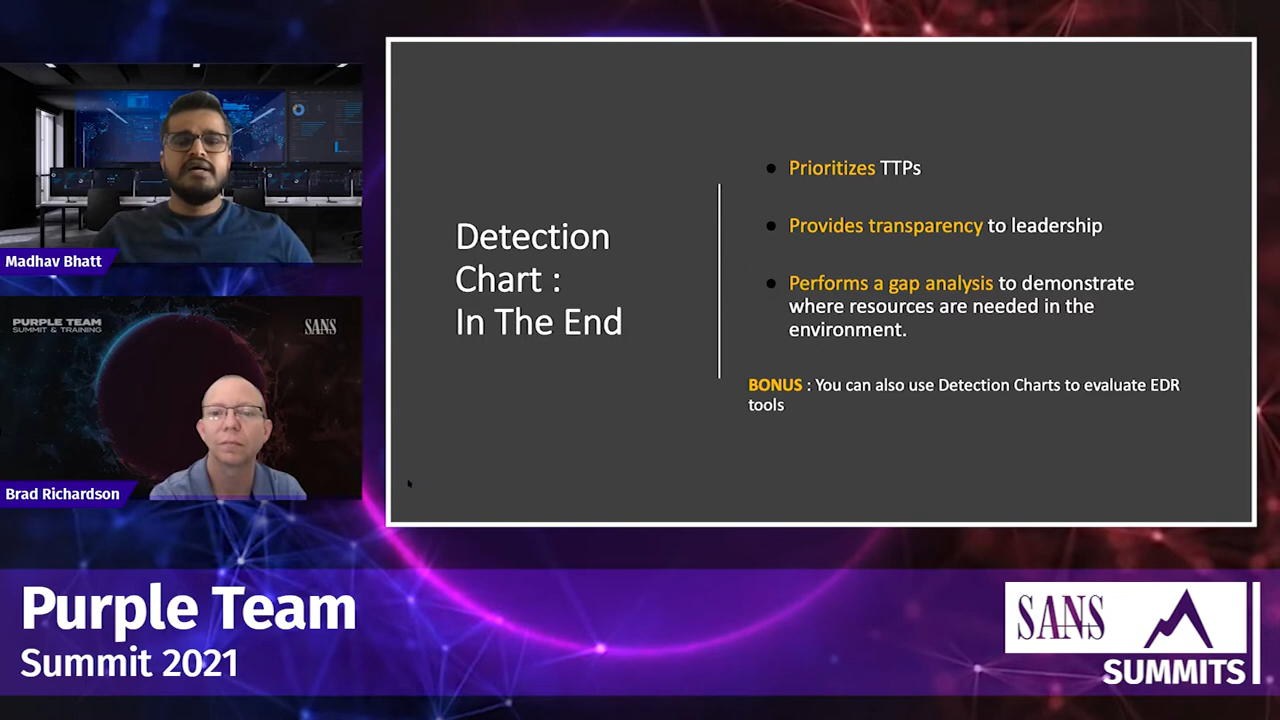 Madhav Bhatt
PURPLE TEAM
SUMMIT & TRAINING
SANS
Brad Richardson
Detection
Chart :
In The End
Prioritizes TTPs
Provides transparency to leadership
Performs a gap analysis to demonstrate
where resources are needed in the
environment.
BONUS : You can also use Detection Charts to evaluate EDR
tools
Purple Team
Summit 2021
SANS
SUMMITS